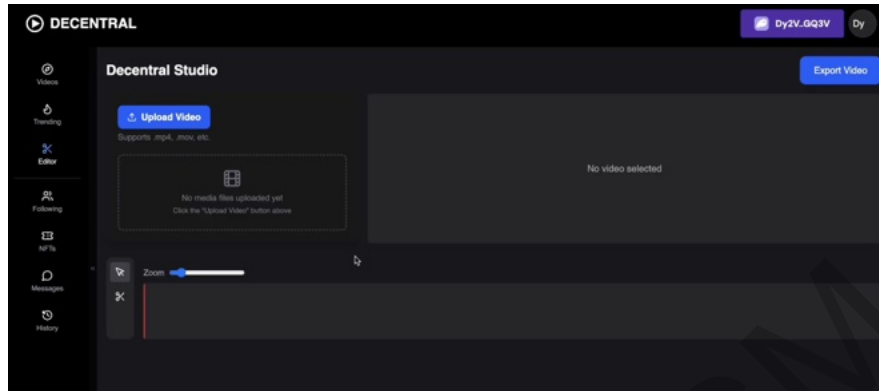 DECENTRAL
Dy2V..GQ3V
Dy
Videos
Trending
Editor
Following
NFTs
Messages
History
Decentral Studio
Export Video
Upload Video
Supports .mp4, .mov, etc.
No media files uploaded yet
Click the "Upload Video" button above
No video selected
Zoom
OM